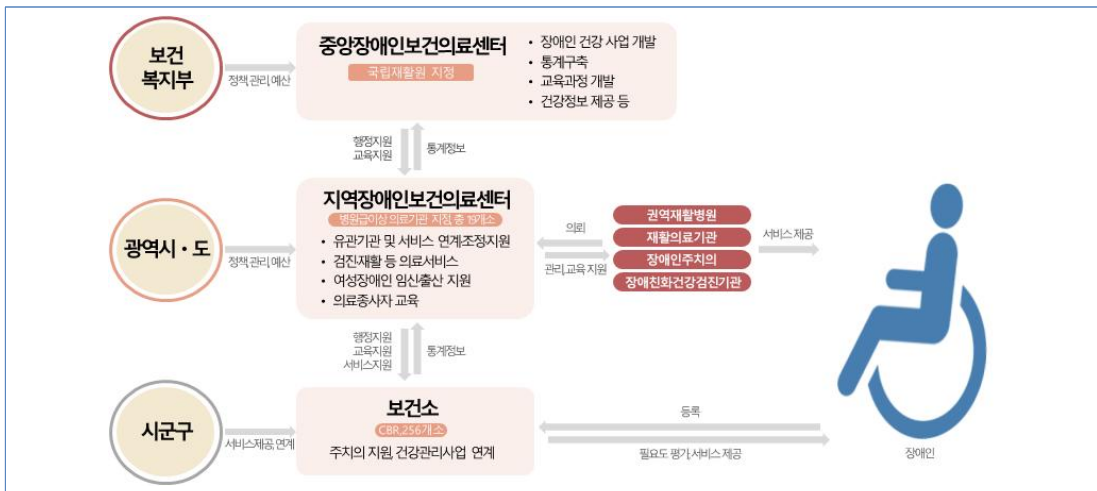 보건
복지부
정책,관리,예산
중앙장애인보건의료센터
국립재활원 지정
• 장애인 건강 사업 개발
• 통계구축
• 교육과정 개발
• 건강정보 제공 등
행정지원
교육지원
통계정보
광역시·도
정책,관리,예산
지역장애인보건의료센터
병원급이상 의료기관 지정, 총 19개소
• 유관기관 및 서비스 연계조정지원
• 검진·재활 등 의료서비스
• 여성장애인 임신·출산 지원
• 의료종사자 교육
의뢰
관리,교육 지원
권역재활병원
재활의료기관
장애인주치의
장애친화건강검진기관
서비스 제공
행정지원
교육지원
서비스지원
통계정보
시군구
서비스제공,연계
보건소
CBR,256개소
주치의 지원, 건강관리사업 연계
등록
필요도 평가,서비스 제공
장애인